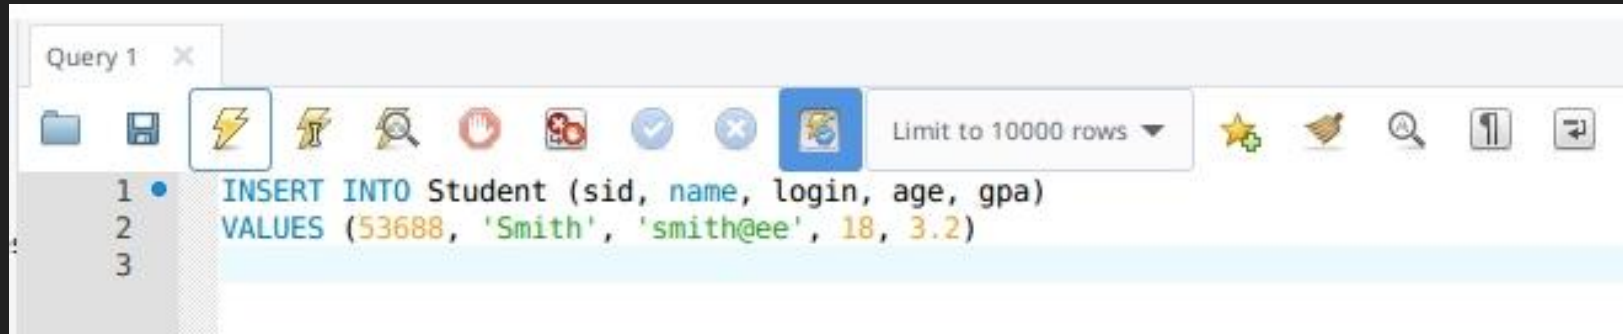 Query 1
Limit to 10000 rows
1 INSERT INTO Student (sid, name, login, age, gpa)
2 VALUES (53688, 'Smith', 'smith@ee', 18, 3.2)
3